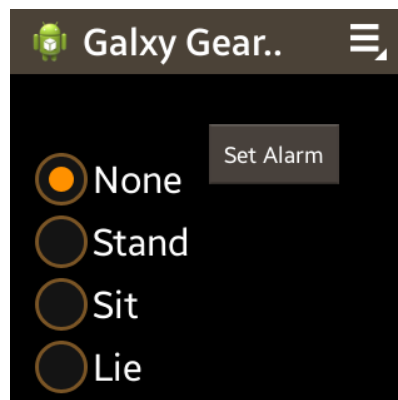 Galxy Gear..
Set Alarm
None
Stand
Sit
Lie